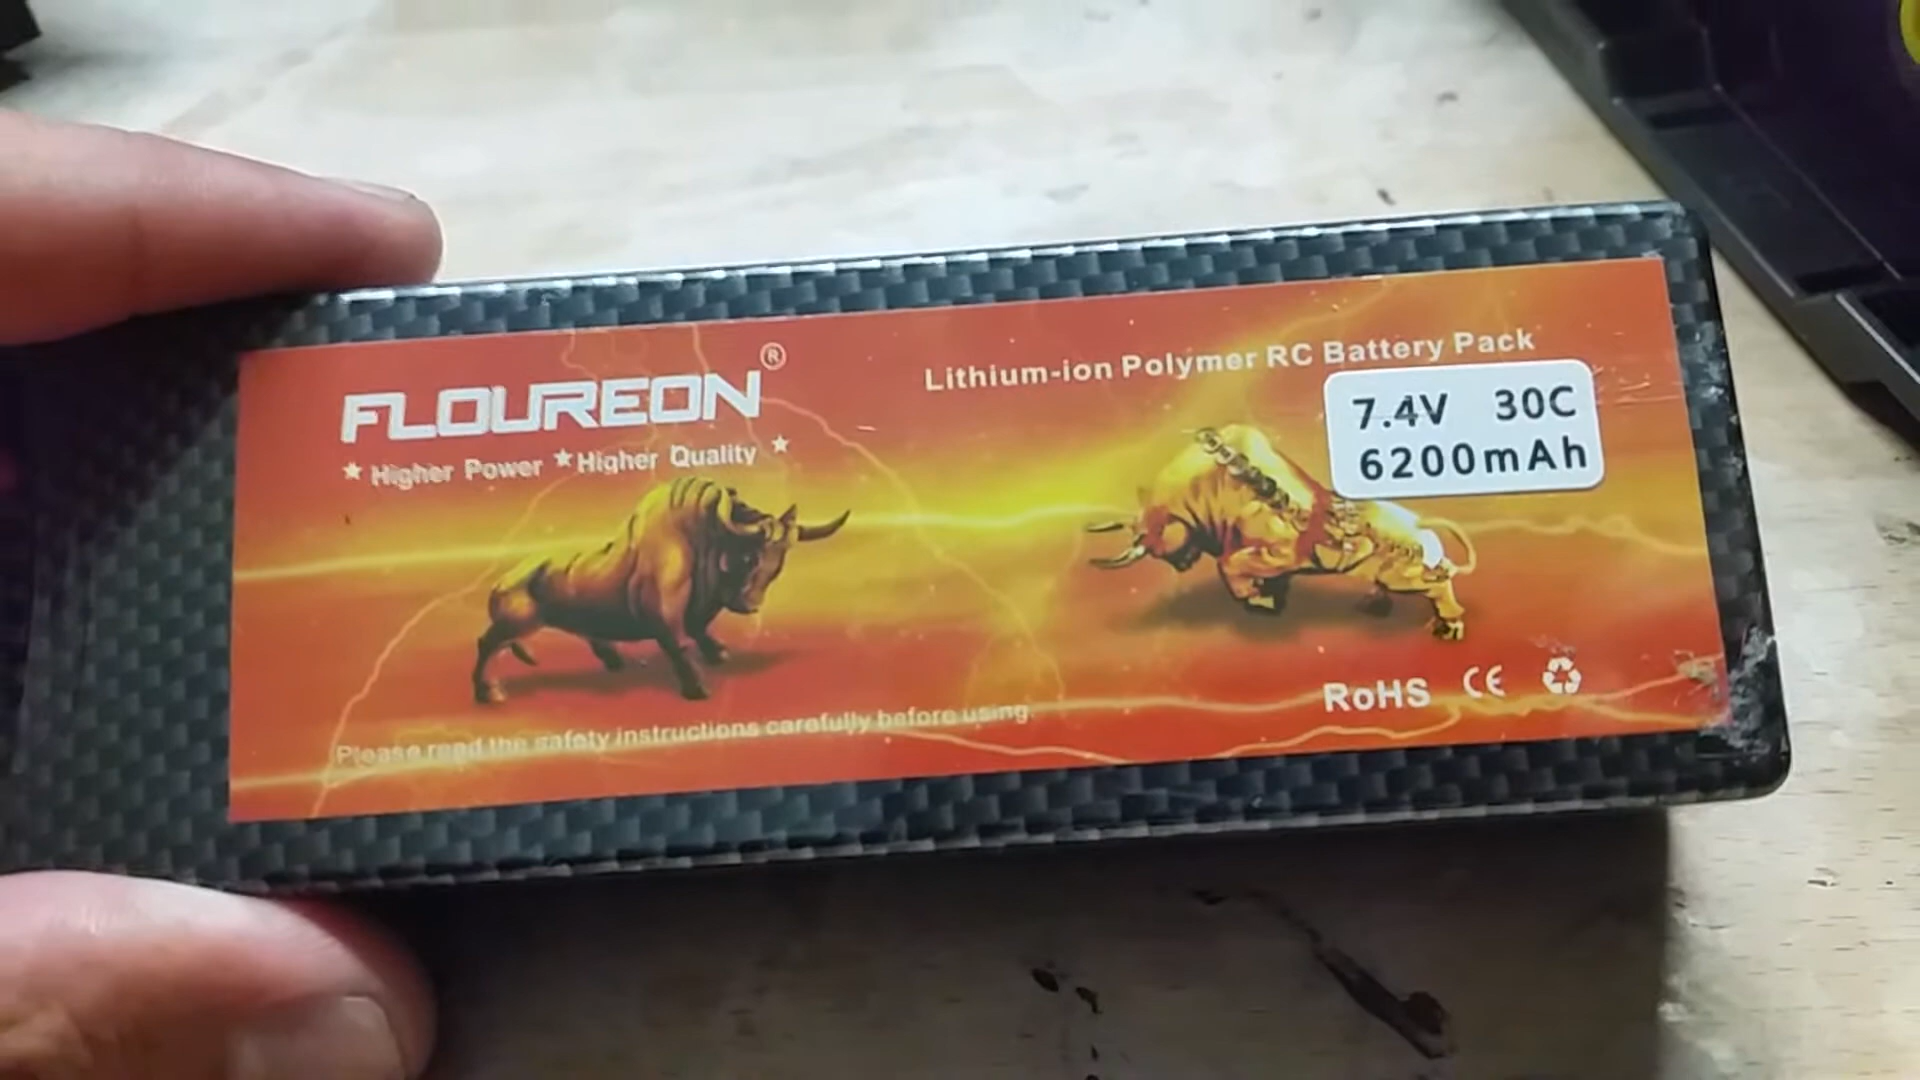 FLOUREON®
★ Higher Power ★ Higher Quality ★
Lithium-ion Polymer RC Battery Pack
7.4V 30C
6200mAh
Please read the safety instructions carefully before using.
RoHS CE